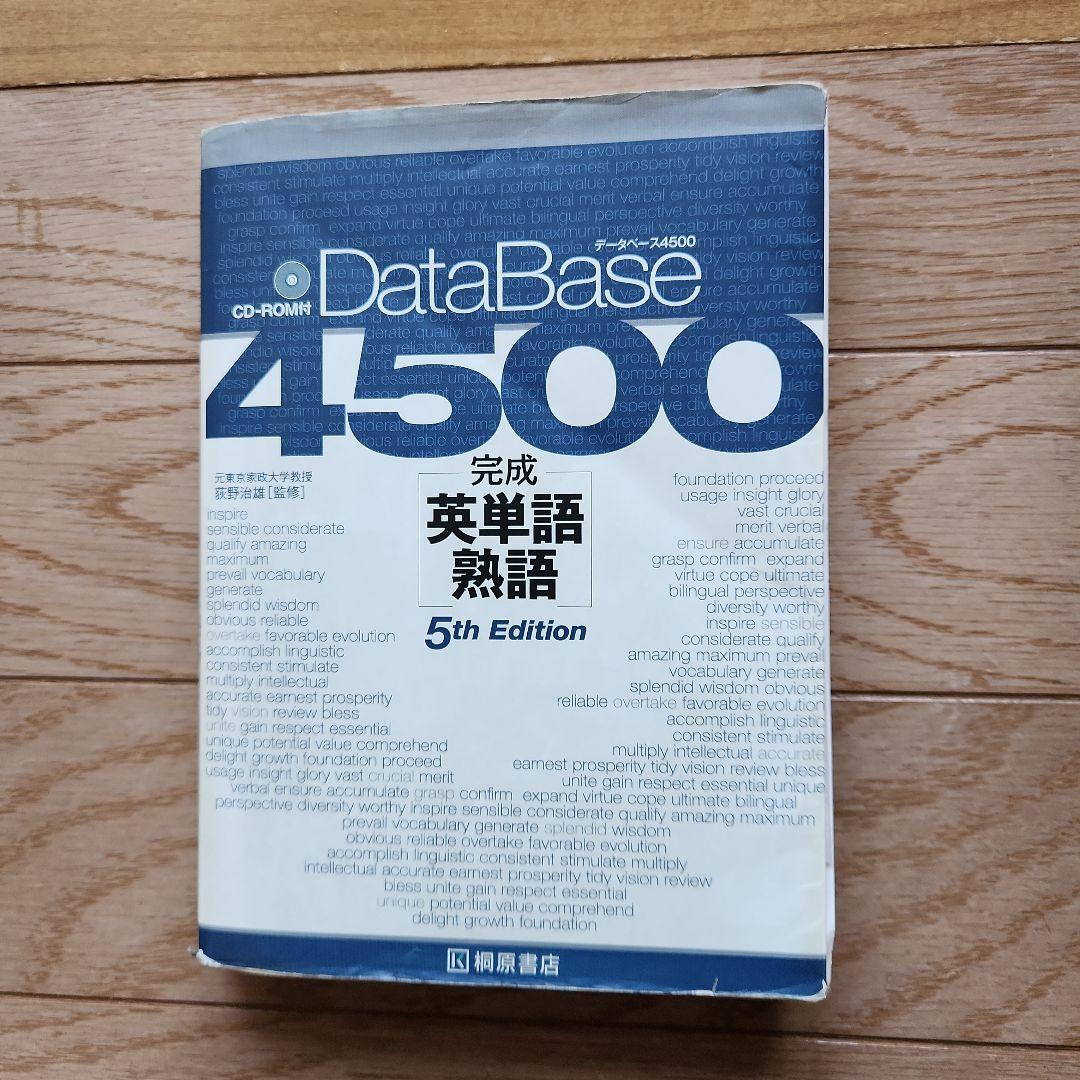 splendid wisdom obvious reliable overtake favorable evolution accomplish linguistic
consistent stimulate multiply intellectual accurate earnest prosperity tidy vision review
bless unite gain respect essential unique potential value comprehend delight growth
foundation proceed usage insight glory vast crucial merit verbal ensure accumulate
grasp confirm expand virtue cope ultimate bilingual perspective diversity worthy
inspire sensible considerate qualify amazing maximum prevail vocabulary generate
データベース4500
DataBase
CD-ROM付
4500
元東京家政大学教授
荻野治雄[監修]
完成
英単語
熟語
5th Edition
inspire
sensible considerate
qualify amazing
maximum
prevail vocabulary
generate
splendid wisdom
obvious reliable
overtake favorable evolution
accomplish linguistic
consistent stimulate
multiply intellectual
accurate earnest prosperity
tidy vision review bless
unite gain respect essential
unique potential value comprehend
delight growth foundation proceed
usage insight glory vast crucial merit
foundation proceed
usage insight glory
vast crucial
merit verbal
ensure accumulate
grasp confirm expand
virtue cope ultimate
bilingual perspective
diversity worthy
inspire sensible
considerate qualify
amazing maximum prevail
vocabulary generate
splendid wisdom obvious
reliable overtake favorable evolution
accomplish linguistic
consistent stimulate
multiply intellectual accurate
earnest prosperity tidy vision review bless
unite gain respect essential unique
verbal ensure accumulate grasp confirm expand virtue cope ultimate bilingual
perspective diversity worthy inspire sensible considerate qualify amazing maximum
prevail vocabulary generate splendid wisdom
obvious reliable overtake favorable evolution
accomplish linguistic consistent stimulate multiply
intellectual accurate earnest prosperity tidy vision review
bless unite gain respect essential
unique potential value comprehend
delight growth foundation
桐原書店